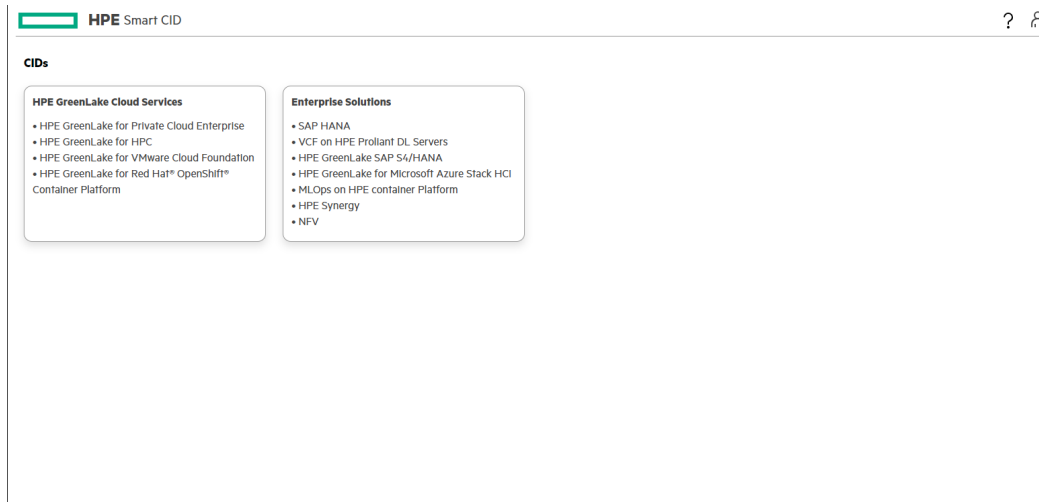 HPE Smart CID
?
CIDs
HPE GreenLake Cloud Services
• HPE GreenLake for Private Cloud Enterprise
• HPE GreenLake for HPC
• HPE GreenLake for VMware Cloud Foundation
• HPE GreenLake for Red Hat® OpenShift®
Container Platform
Enterprise Solutions
• SAP HANA
• VCF on HPE Proliant DL Servers
• HPE GreenLake SAP S4/HANA
• HPE GreenLake for Microsoft Azure Stack HCI
• MLOps on HPE container Platform
• HPE Synergy
• NFV